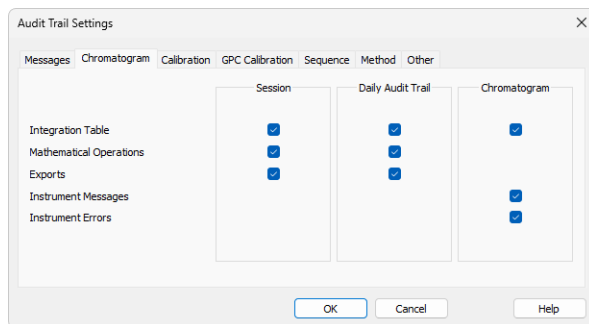 Audit Trail Settings
Messages Chromatogram Calibration GPC Calibration Sequence Method Other
Session Daily Audit Trail Chromatogram
Integration Table
Mathematical Operations
Exports
Instrument Messages
Instrument Errors
OK Cancel Help